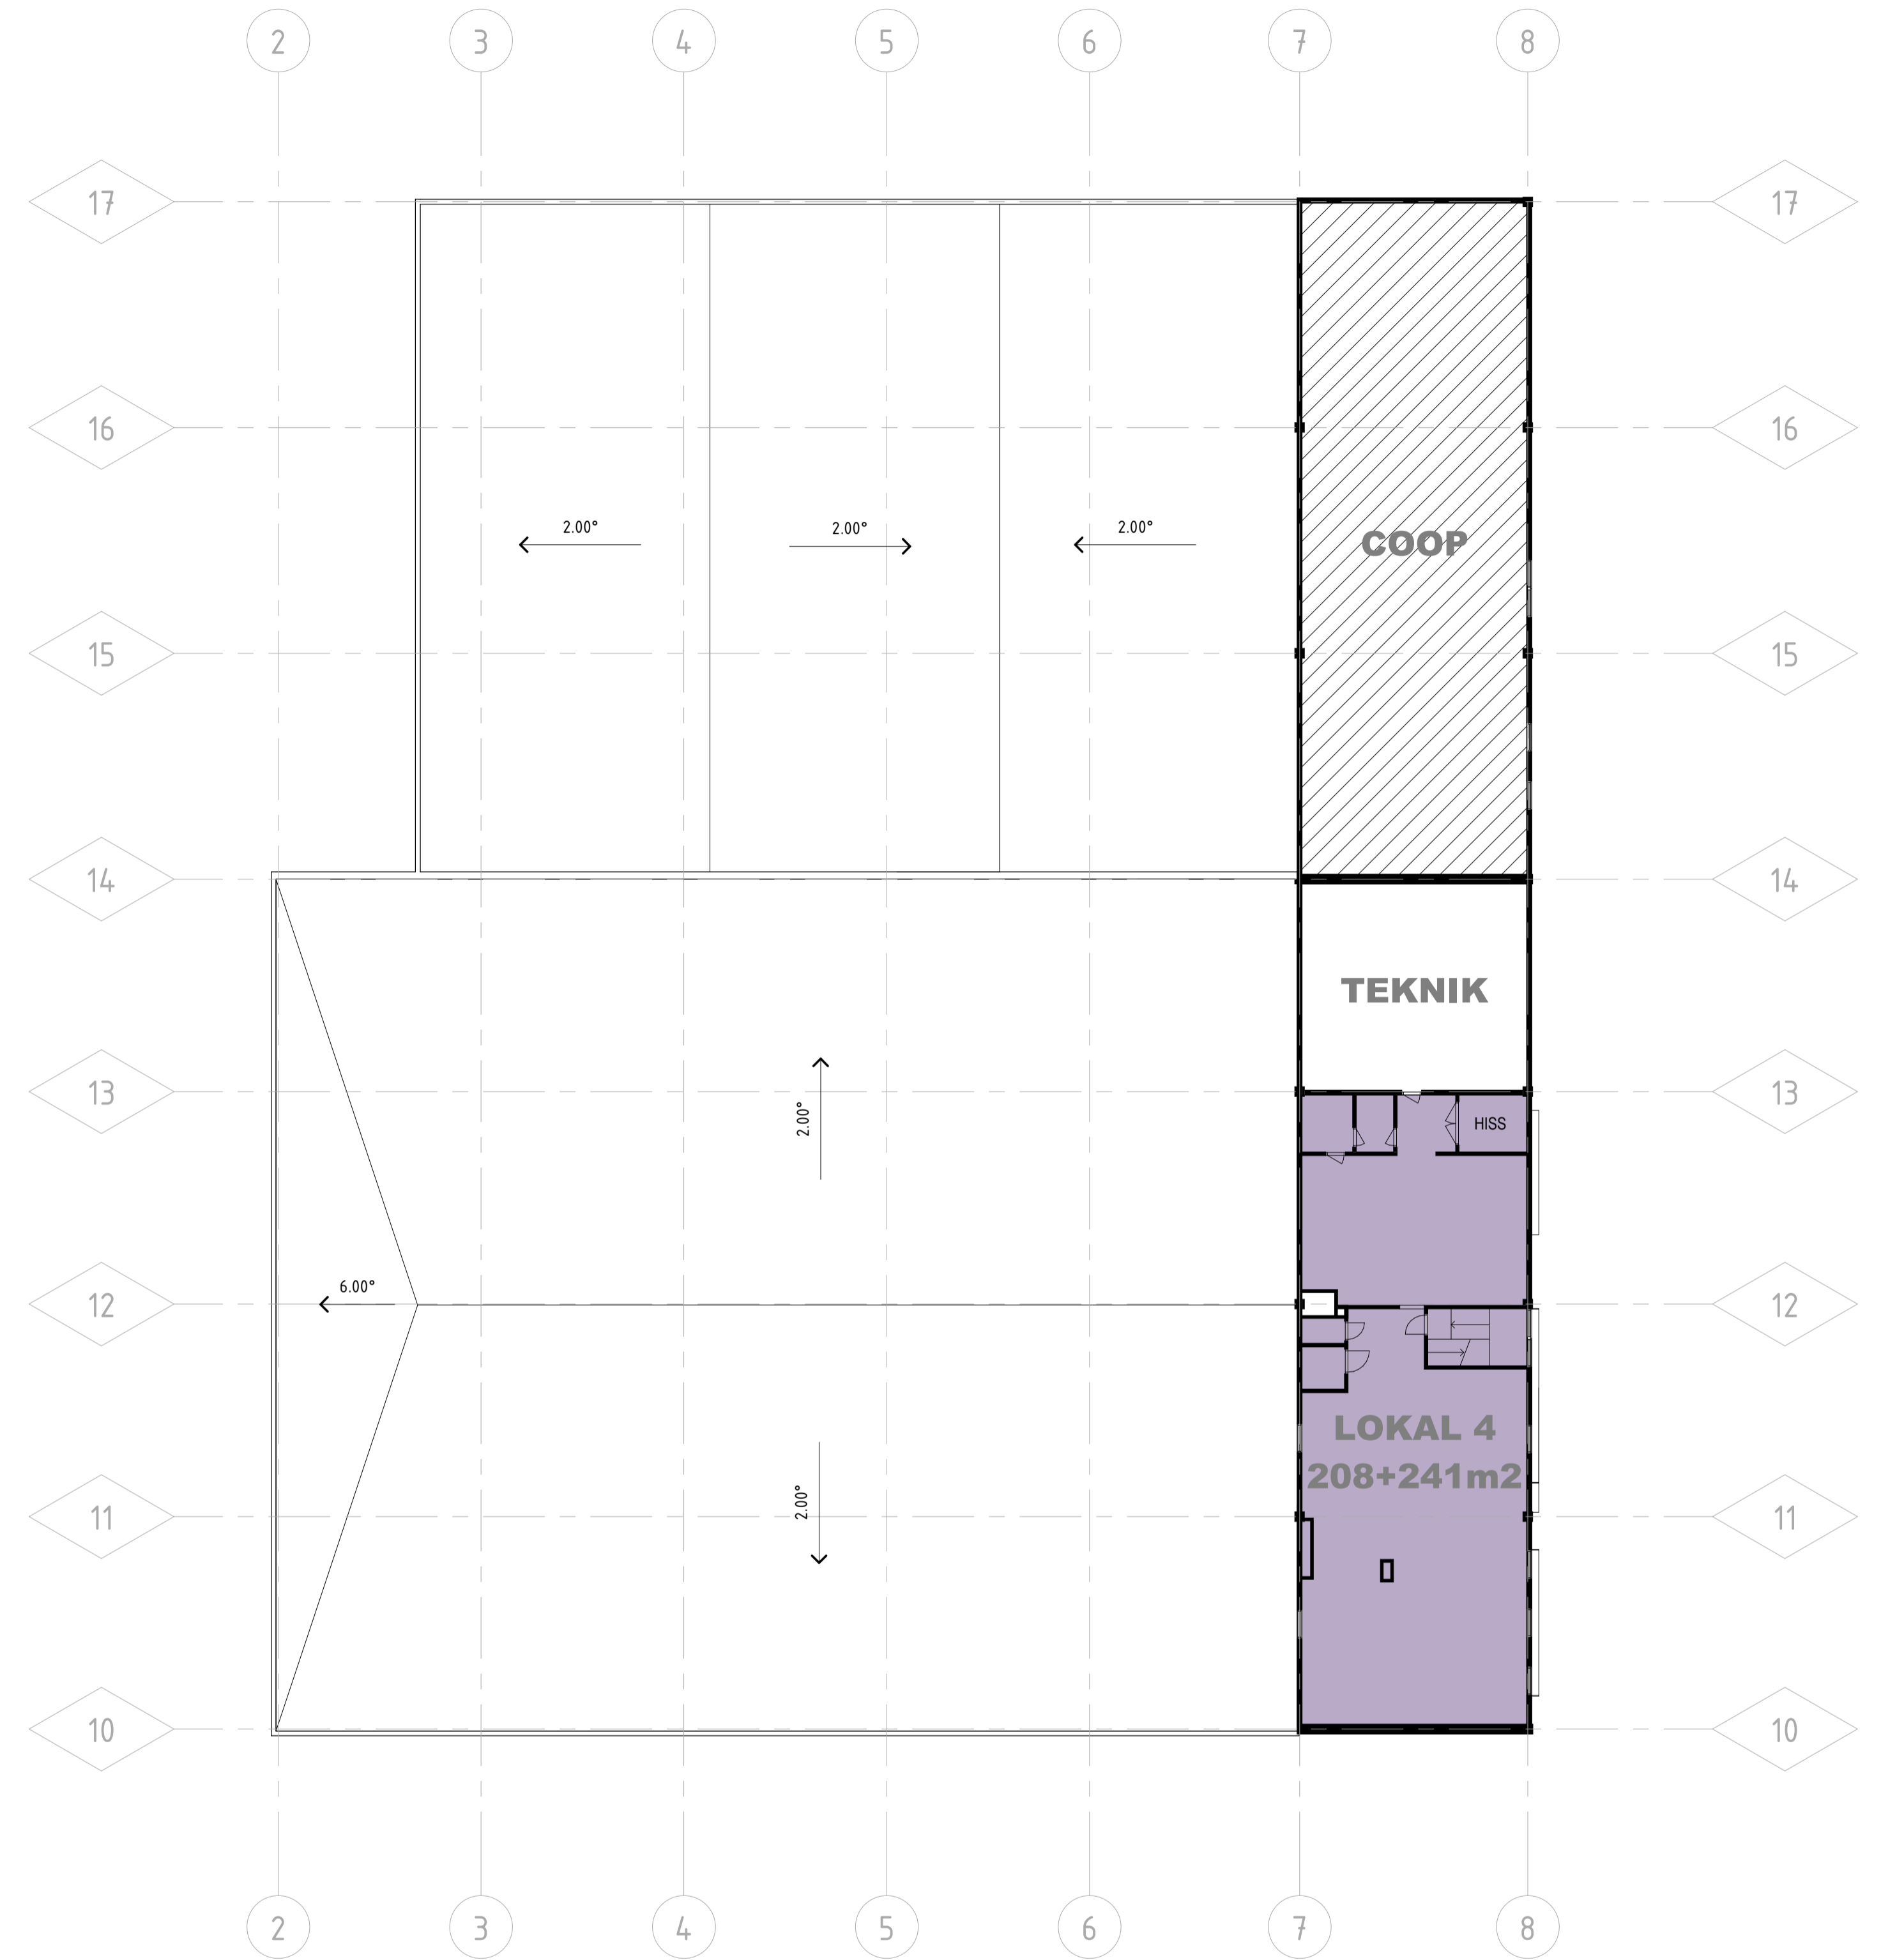 2 3 4 5 6 7 8
17 17
16 16
2.00° 2.00° 2.00°
COOP
15 15
14 14
TEKNIK
13 13
2.00°
HISS
6.00°
12 12
LOKAL 4
208+241m2
2.00°
11 11
10 10
2 3 4 5 6 7 8